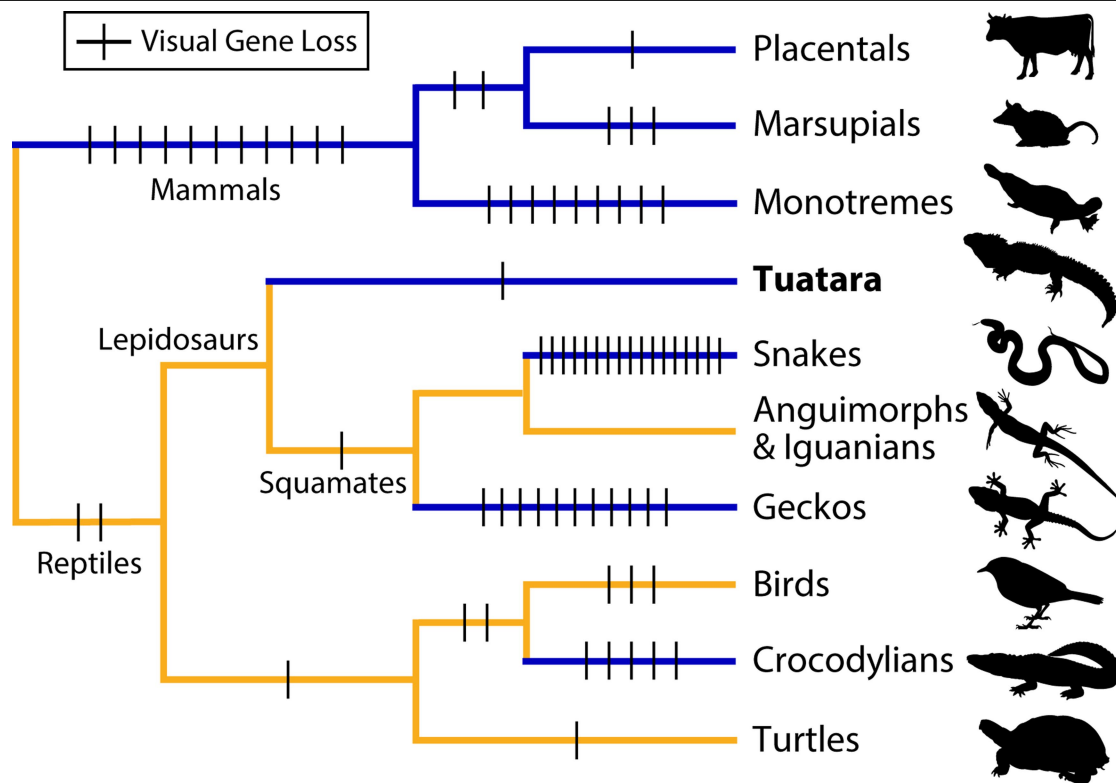 Visual Gene Loss
Placentals
Marsupials
Mammals
Monotremes
Tuatara
Lepidosaurs
Snakes
Anguimorphs
& Iguanians
Squamates
Geckos
Reptiles
Birds
Crocodylians
Turtles